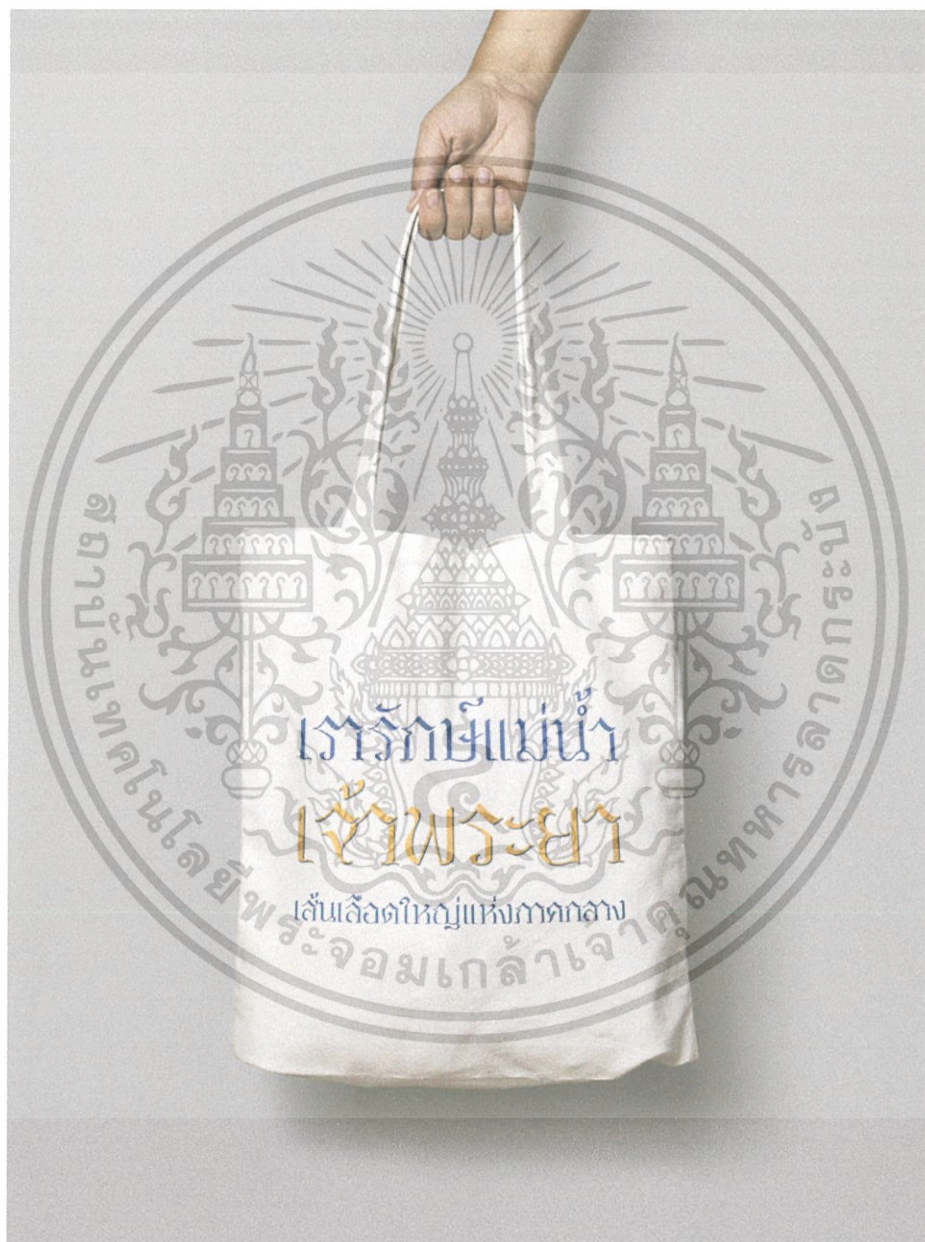 เรารักษ์แม่น้ำ
เจ้าพระยา
เส้นเลือดใหญ่แห่งภาคกลาง
สถาบันเทคโนโลยีพระจอมเกล้าเจ้าคุณทหารลาดกระบัง
๔